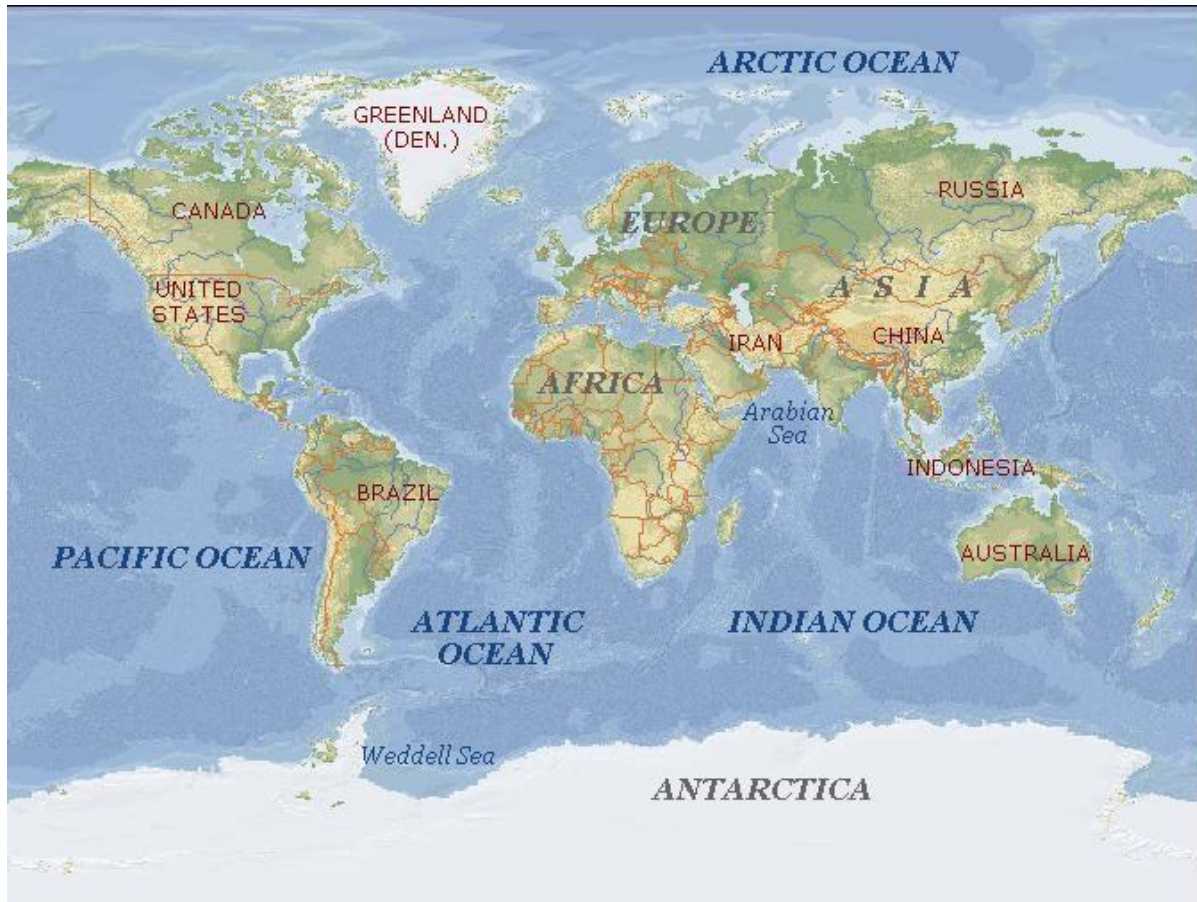 ARCTIC OCEAN
GREENLAND
(DEN.)
RUSSIA
CANADA
EUROPE
UNITED
STATES
ASIA
IRAN
CHINA
AFRICA
Arabian
Sea
INDONESIA
BRAZIL
PACIFIC OCEAN
AUSTRALIA
ATLANTIC
OCEAN
INDIAN OCEAN
Weddell Sea
ANTARCTICA